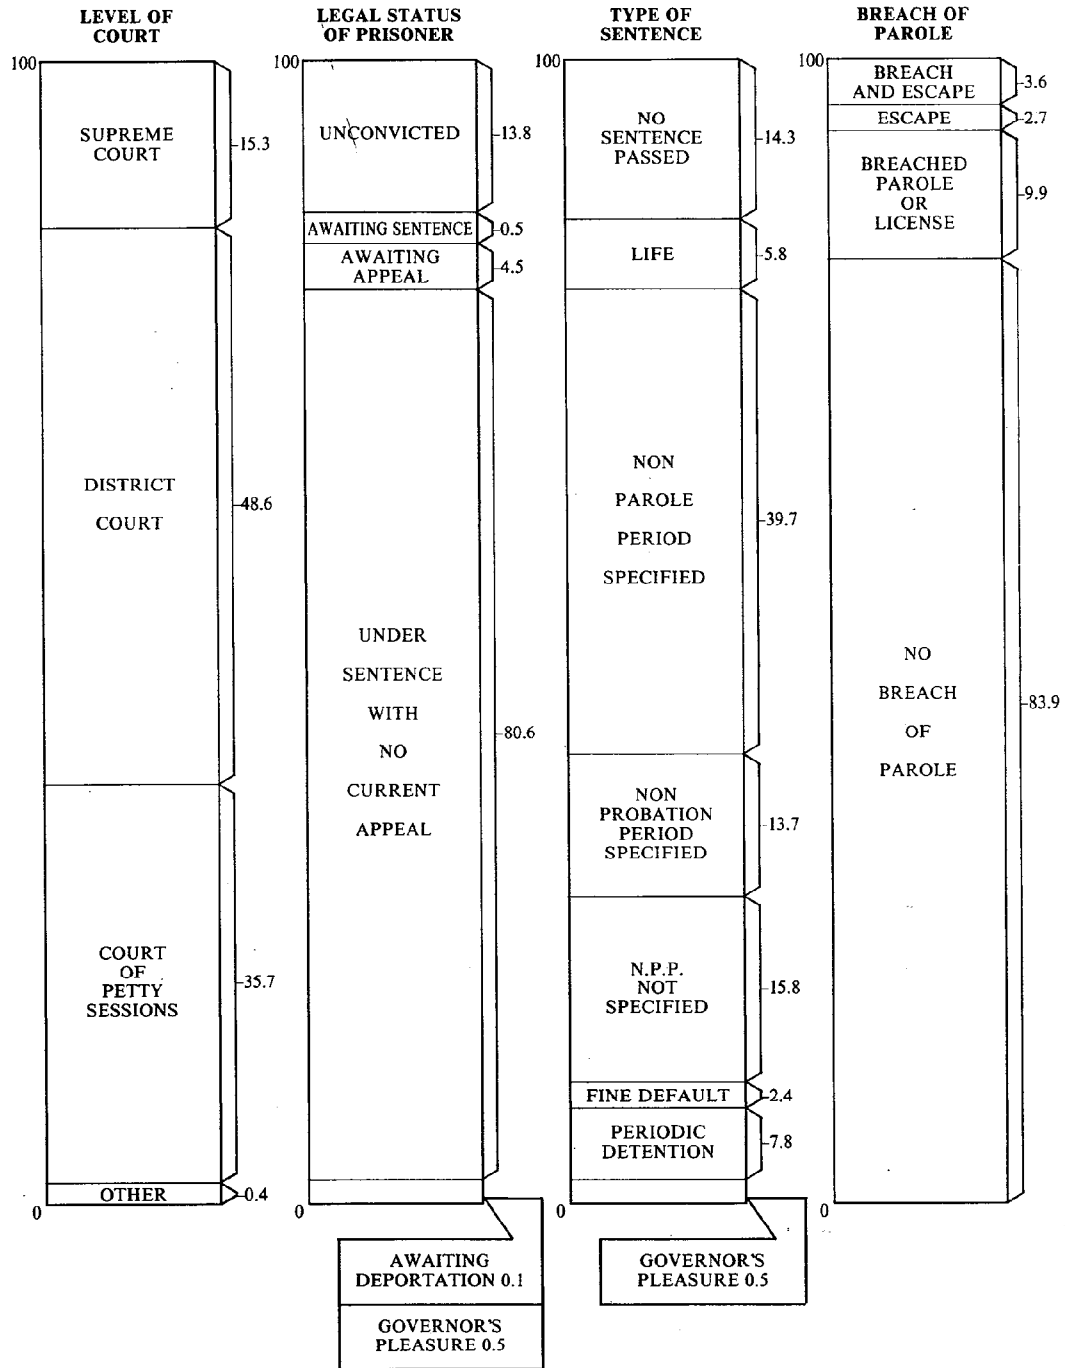 LEVEL OF
COURT
100
SUPREME
COURT
15.3
DISTRICT
COURT
48.6
COURT
OF
PETTY
SESSIONS
35.7
OTHER
0.4
0
LEGAL STATUS
OF PRISONER
100
UNCONVICTED
13.8
AWAITING SENTENCE
0.5
AWAITING
APPEAL
4.5
UNDER
SENTENCE
WITH
NO
CURRENT
APPEAL
80.6
0
AWAITING
DEPORTATION 0.1
GOVERNOR'S
PLEASURE 0.5
TYPE OF
SENTENCE
100
NO
SENTENCE
PASSED
14.3
LIFE
5.8
NON
PAROLE
PERIOD
SPECIFIED
39.7
NON
PROBATION
PERIOD
SPECIFIED
13.7
N.P.P.
NOT
SPECIFIED
15.8
FINE DEFAULT
2.4
PERIODIC
DETENTION
7.8
0
GOVERNOR'S
PLEASURE 0.5
BREACH OF
PAROLE
100
BREACH
AND ESCAPE
3.6
ESCAPE
2.7
BREACHED
PAROLE
OR
LICENSE
9.9
NO
BREACH
OF
PAROLE
83.9
0